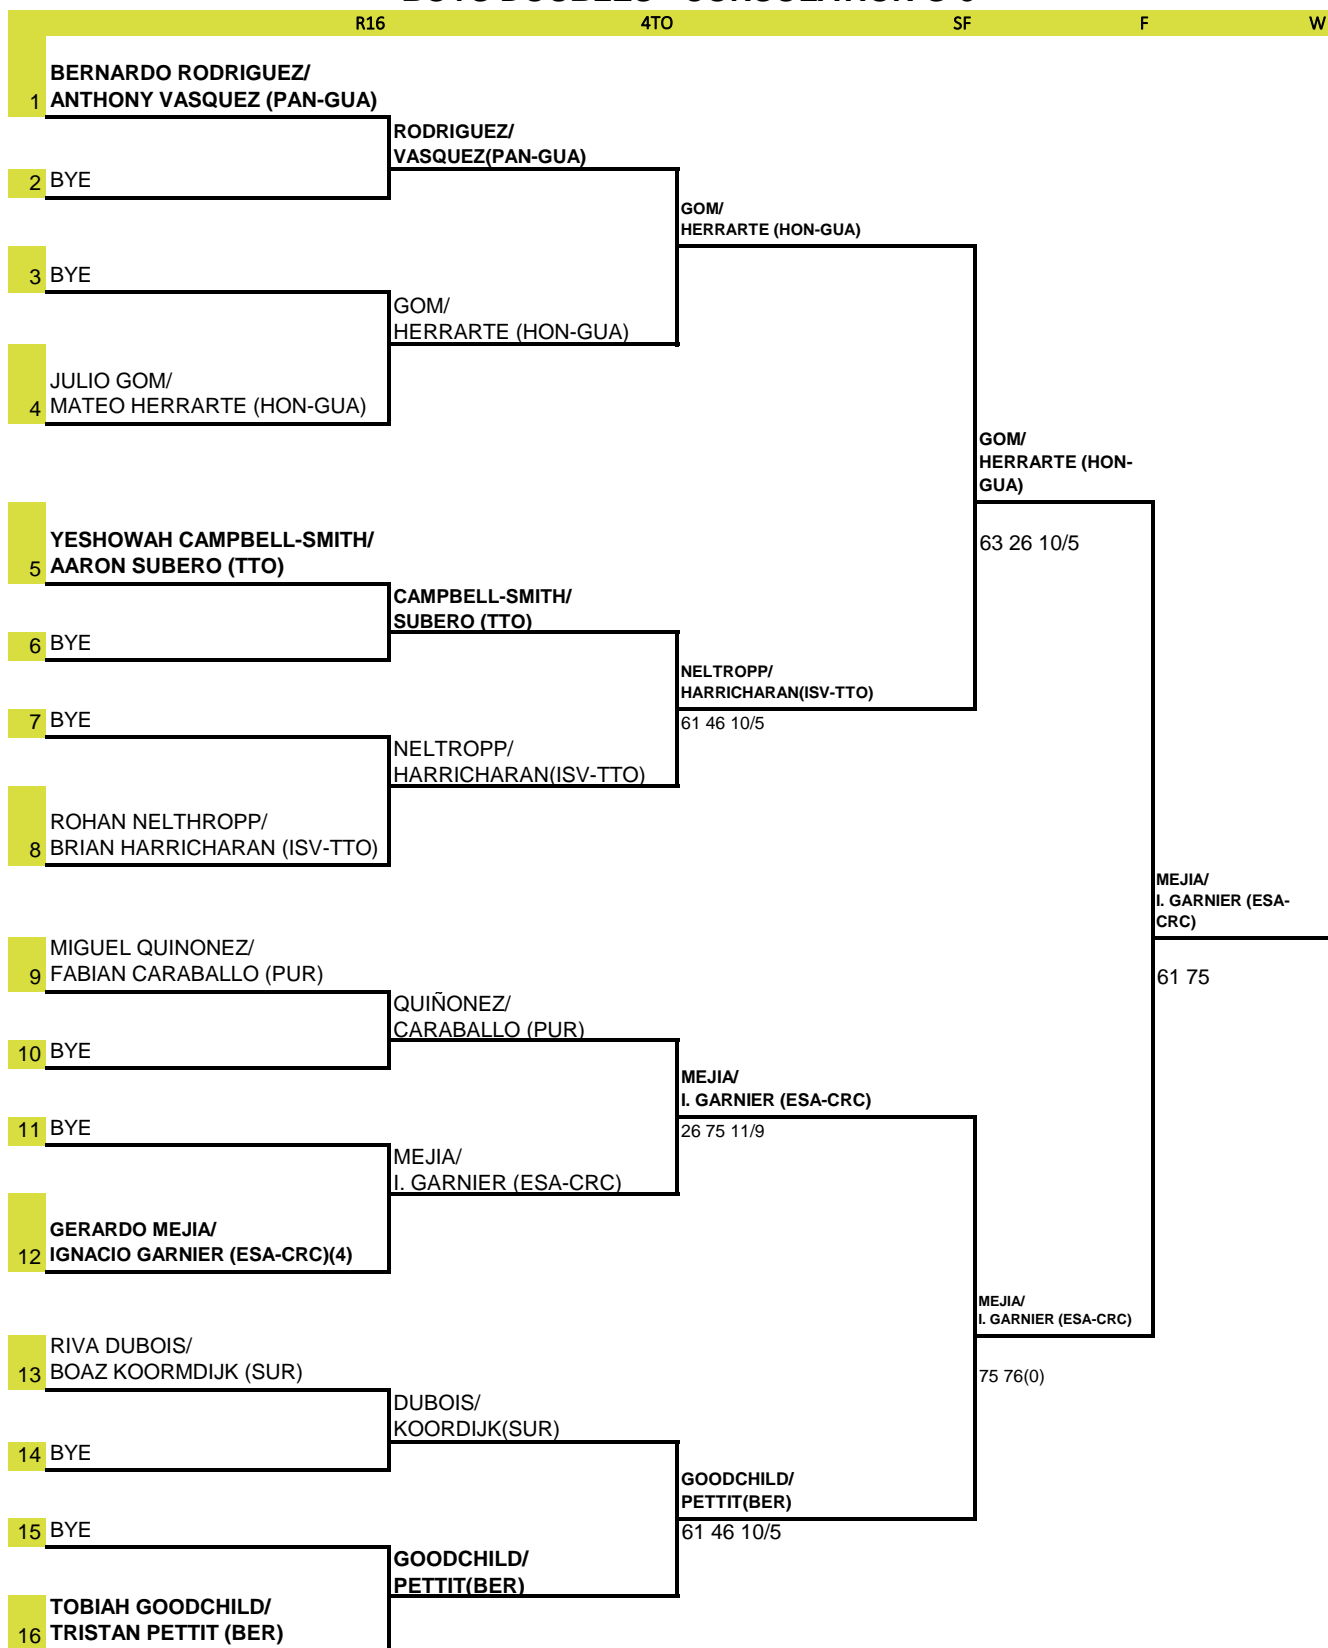 R16 4TO SF F W
BERNARDO RODRIGUEZ/
1 ANTHONY VASQUEZ (PAN-GUA)
RODRIGUEZ/
VASQUEZ(PAN-GUA)
2 BYE
GOM/
HERRARTE (HON-GUA)
3 BYE
GOM/
HERRARTE (HON-GUA)
JULIO GOM/
4 MATEO HERRARTE (HON-GUA)
GOM/
HERRARTE (HON-
GUA)
63 26 10/5
YESHOWAH CAMPBELL-SMITH/
5 AARON SUBERO (TTO)
CAMPBELL-SMITH/
SUBERO (TTO)
6 BYE
NELTROPP/
HARRICHARAN(ISV-TTO)
61 46 10/5
7 BYE
NELTROPP/
HARRICHARAN(ISV-TTO)
ROHAN NELTHROPP/
8 BRIAN HARRICHARAN (ISV-TTO)
MEJIA/
I. GARNIER (ESA-
CRC)
61 75
MIGUEL QUINONEZ/
9 FABIAN CARABALLO (PUR)
QUIÑONEZ/
CARABALLO (PUR)
10 BYE
MEJIA/
I. GARNIER (ESA-CRC)
26 75 11/9
11 BYE
MEJIA/
I. GARNIER (ESA-CRC)
GERARDO MEJIA/
12 IGNACIO GARNIER (ESA-CRC)(4)
MEJIA/
I. GARNIER (ESA-CRC)
75 76(0)
RIVA DUBOIS/
13 BOAZ KOORMDIJK (SUR)
DUBOIS/
KOORDIJK(SUR)
14 BYE
GOODCHILD/
PETTIT(BER)
61 46 10/5
15 BYE
GOODCHILD/
PETTIT(BER)
TOBIAH GOODCHILD/
16 TRISTAN PETTIT (BER)